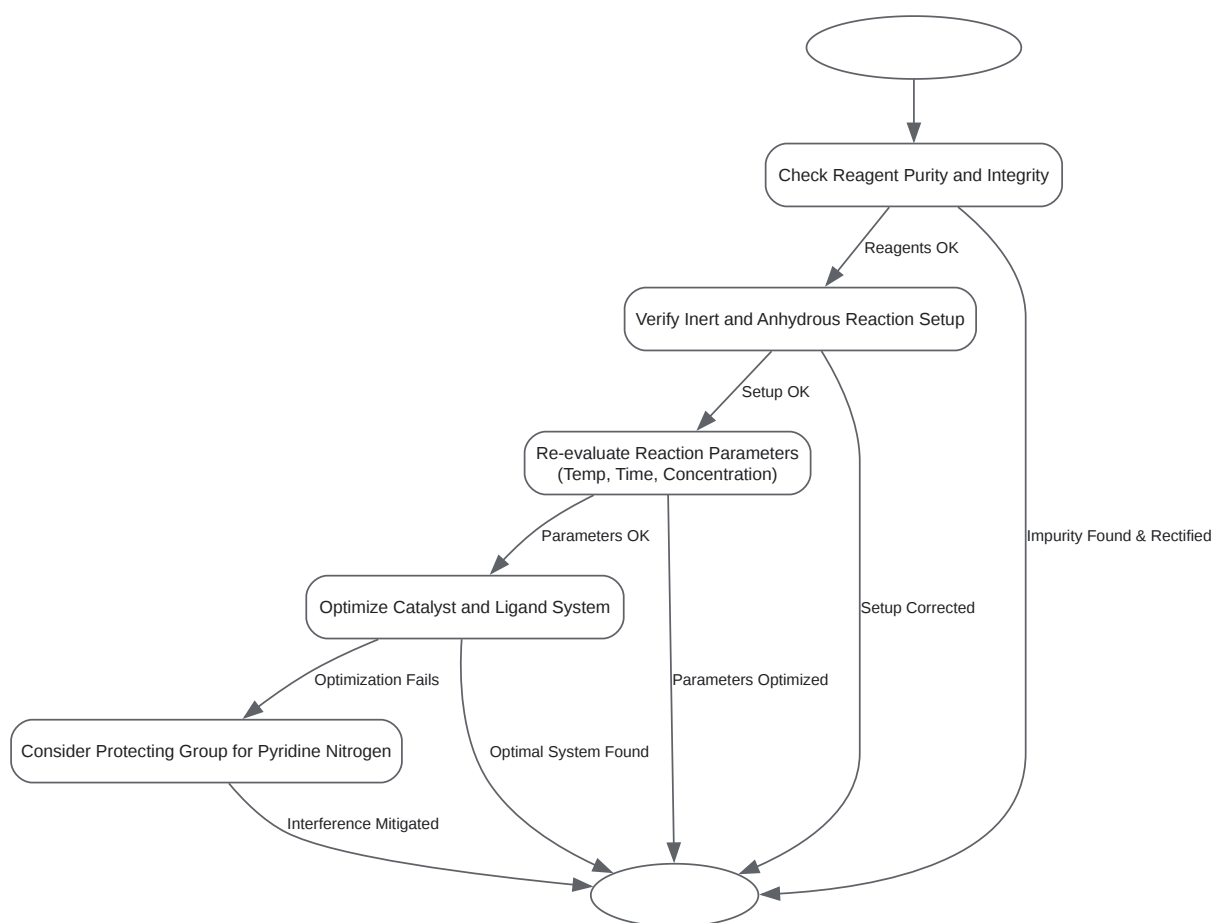 Check Reagent Purity and Integrity
Reagents OK
Verify Inert and Anhydrous Reaction Setup
Setup OK
Re-evaluate Reaction Parameters
(Temp, Time, Concentration)
Parameters OK
Impurity Found & Rectified
Optimize Catalyst and Ligand System
Setup Corrected
Optimization Fails
Parameters Optimized
Consider Protecting Group for Pyridine Nitrogen
Optimal System Found
Interference Mitigated